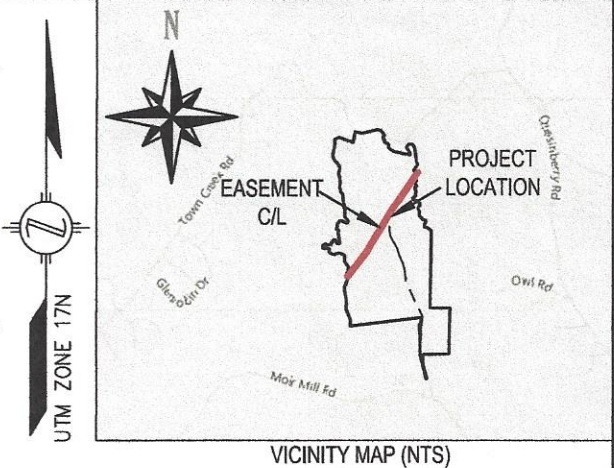 N
UTM ZONE 17N
Town Creek Rd
EASEMENT
C/L
PROJECT
LOCATION
Quesinberry Rd
Owl Rd
Moir Mill Rd
VICINITY MAP (NTS)